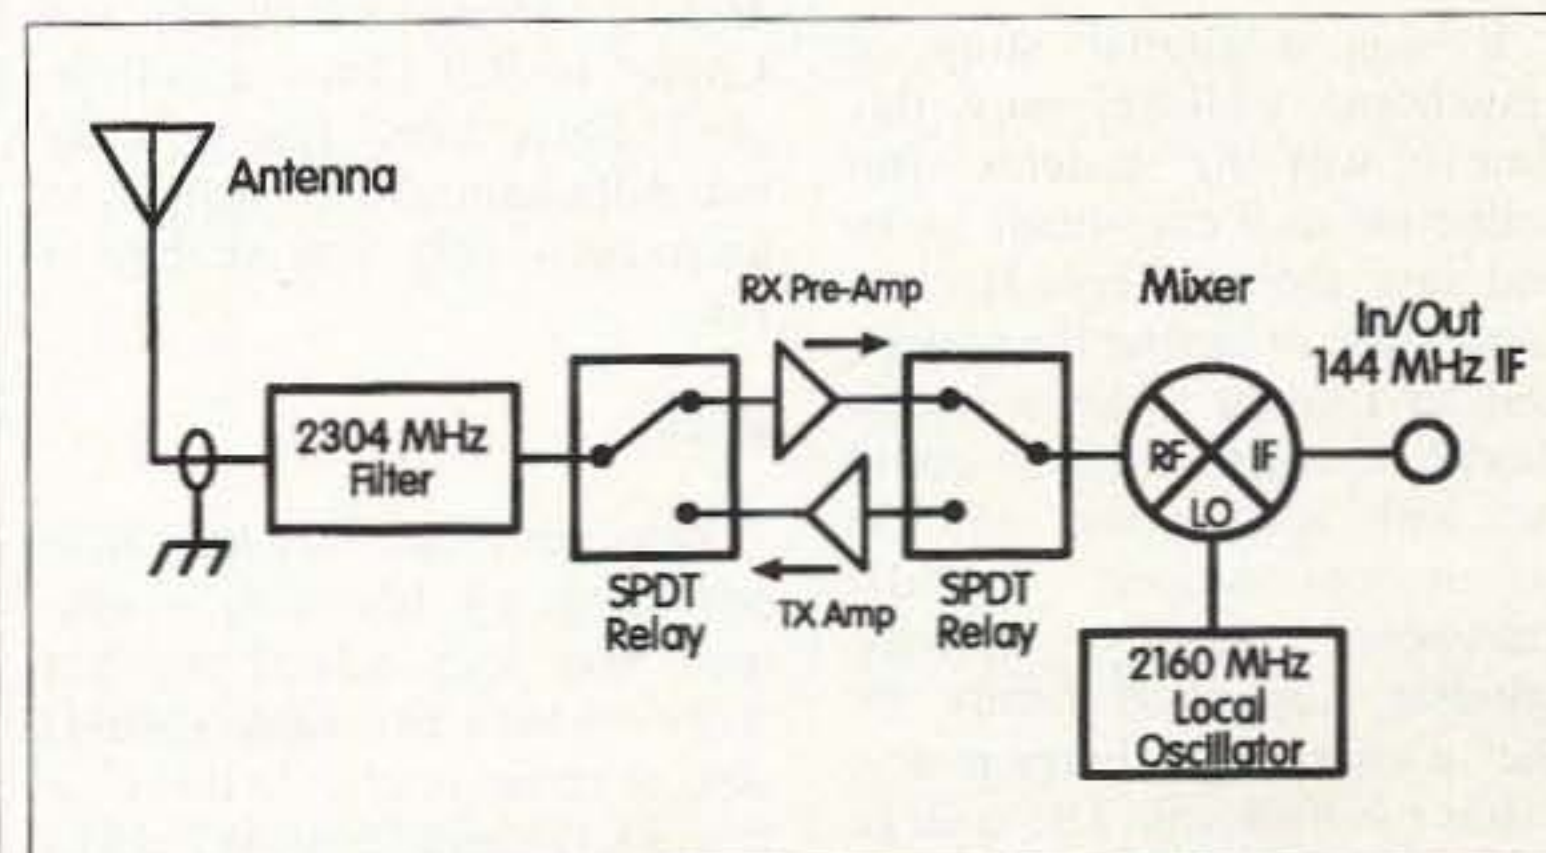 Antenna
RX Pre-Amp
Mixer
In/Out
144 MHz IF
2304 MHz
Filter
RF
IF
LO
SPDT
Relay
TX Amp
SPDT
Relay
2160 MHz
Local
Oscillator